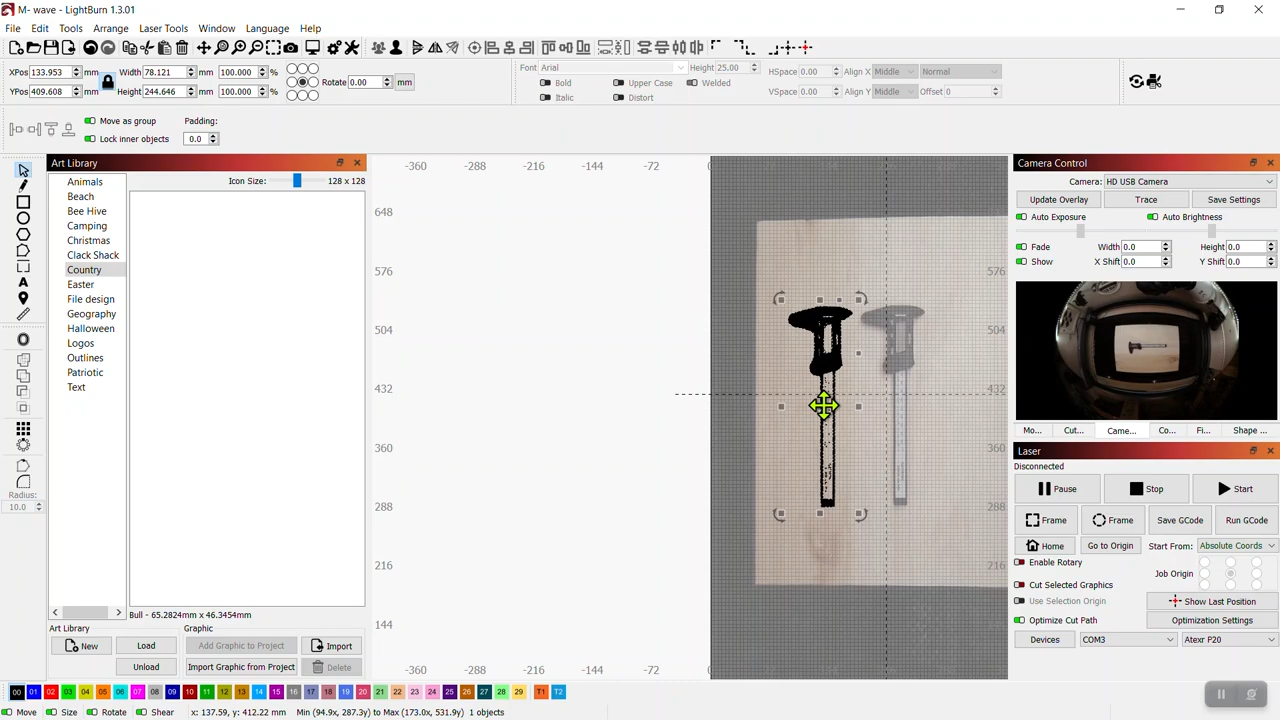 M- wave - LightBurn 1.3.01
File Edit Tools Arrange Window Language Help
XPos 133.953 mm Width 78.121 mm 100.000 %
YPos 409.608 mm Height 244.646 mm 100.000 %
Rotate 0.00 mm
Font Arial Height 25.00 HSpace 0.00 Align X Middle Normal
Bold Upper Case Welded
Italic Distort VSpace 0.00 Align Y Middle Offset 0
Move as group Padding:
Lock inner objects 0.0
Art Library
Icon Size: 128 x 128
Animals
Beach
Bee Hive
Camping
Christmas
Clack Shack
Country
Easter
File design
Geography
Halloween
Logos
Outlines
Patriotic
Text
Bull - 65.2824mm x 46.3454mm
Art Library Graphic
New Load Add Graphic to Project Import
Unload Import Graphic from Project Delete
Radius:
10.0
-360 -288 -216 -144 -72
648
576 576
504 504
432 432
360 360
288 288
216 216
144
-360 -288 -216 -144 -72
Camera Control
Camera: HD USB Camera
Update Overlay Trace Save Settings
Auto Exposure Auto Brightness
Fade Width 0.0 Height 0.0
Show X Shift 0.0 Y Shift 0.0
Mo... Cut... Came... Co... Fi... Shape ...
Laser
Disconnected
Pause Stop Start
Frame Frame Save GCode Run GCode
Home Go to Origin Start From: Absolute Coords
Enable Rotary
Job Origin
Cut Selected Graphics
Use Selection Origin Show Last Position
Optimize Cut Path Optimization Settings
Devices COM3 Atexr P20
00 01 02 03 04 05 06 07 08 09 10 11 12 13 14 15 16 17 18 19 20 21 22 23 24 25 26 27 28 29 T1 T2
Move Size Rotate Shear x: 137.59, y: 412.22 mm Min (94.9x, 287.3y) to Max (173.0x, 531.9y) 1 objects